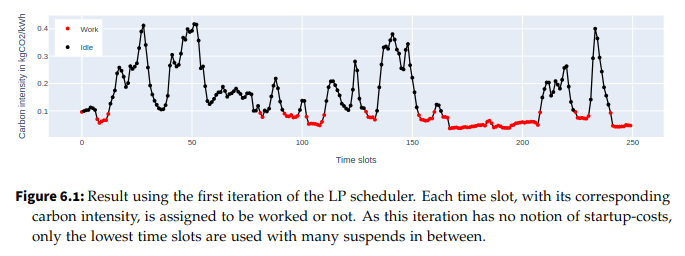 Carbon intensity in kgCO2/kWh
0.4
0.3
0.2
0.1
Work
Idle
0 50 100 150 200 250
Time slots
Figure 6.1: Result using the first iteration of the LP scheduler. Each time slot, with its corresponding
carbon intensity, is assigned to be worked or not. As this iteration has no notion of startup-costs,
only the lowest time slots are used with many suspends in between.